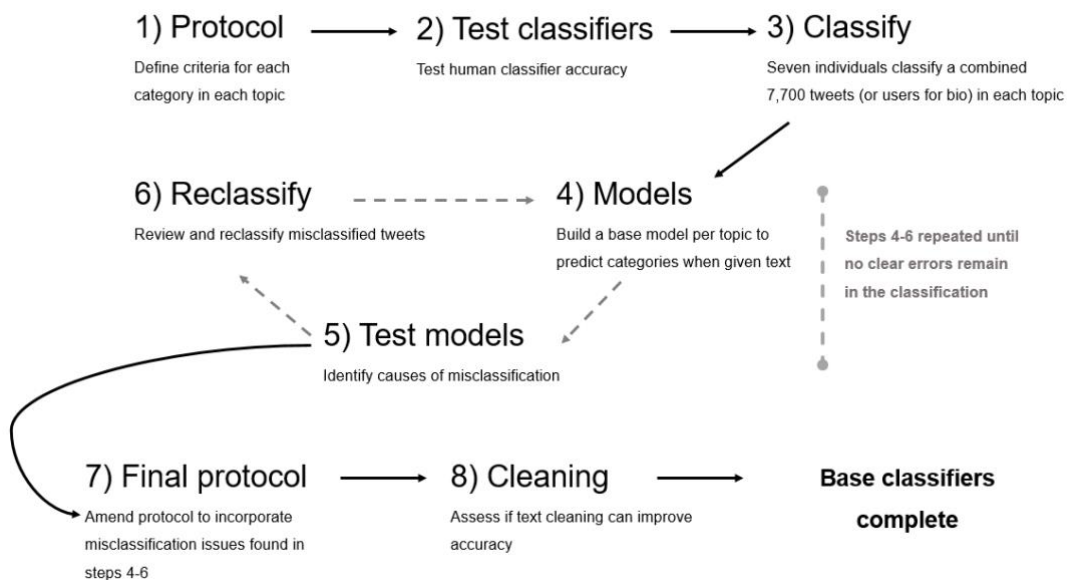 1) Protocol
Define criteria for each
category in each topic
2) Test classifiers
Test human classifier accuracy
3) Classify
Seven individuals classify a combined
7,700 tweets (or users for bio) in each topic
4) Models
Build a base model per topic to
predict categories when given text
Steps 4-6 repeated until
no clear errors remain
in the classification
5) Test models
Identify causes of misclassification
6) Reclassify
Review and reclassify misclassified tweets
7) Final protocol
Amend protocol to incorporate
misclassification issues found in
steps 4-6
8) Cleaning
Assess if text cleaning can improve
accuracy
Base classifiers
complete